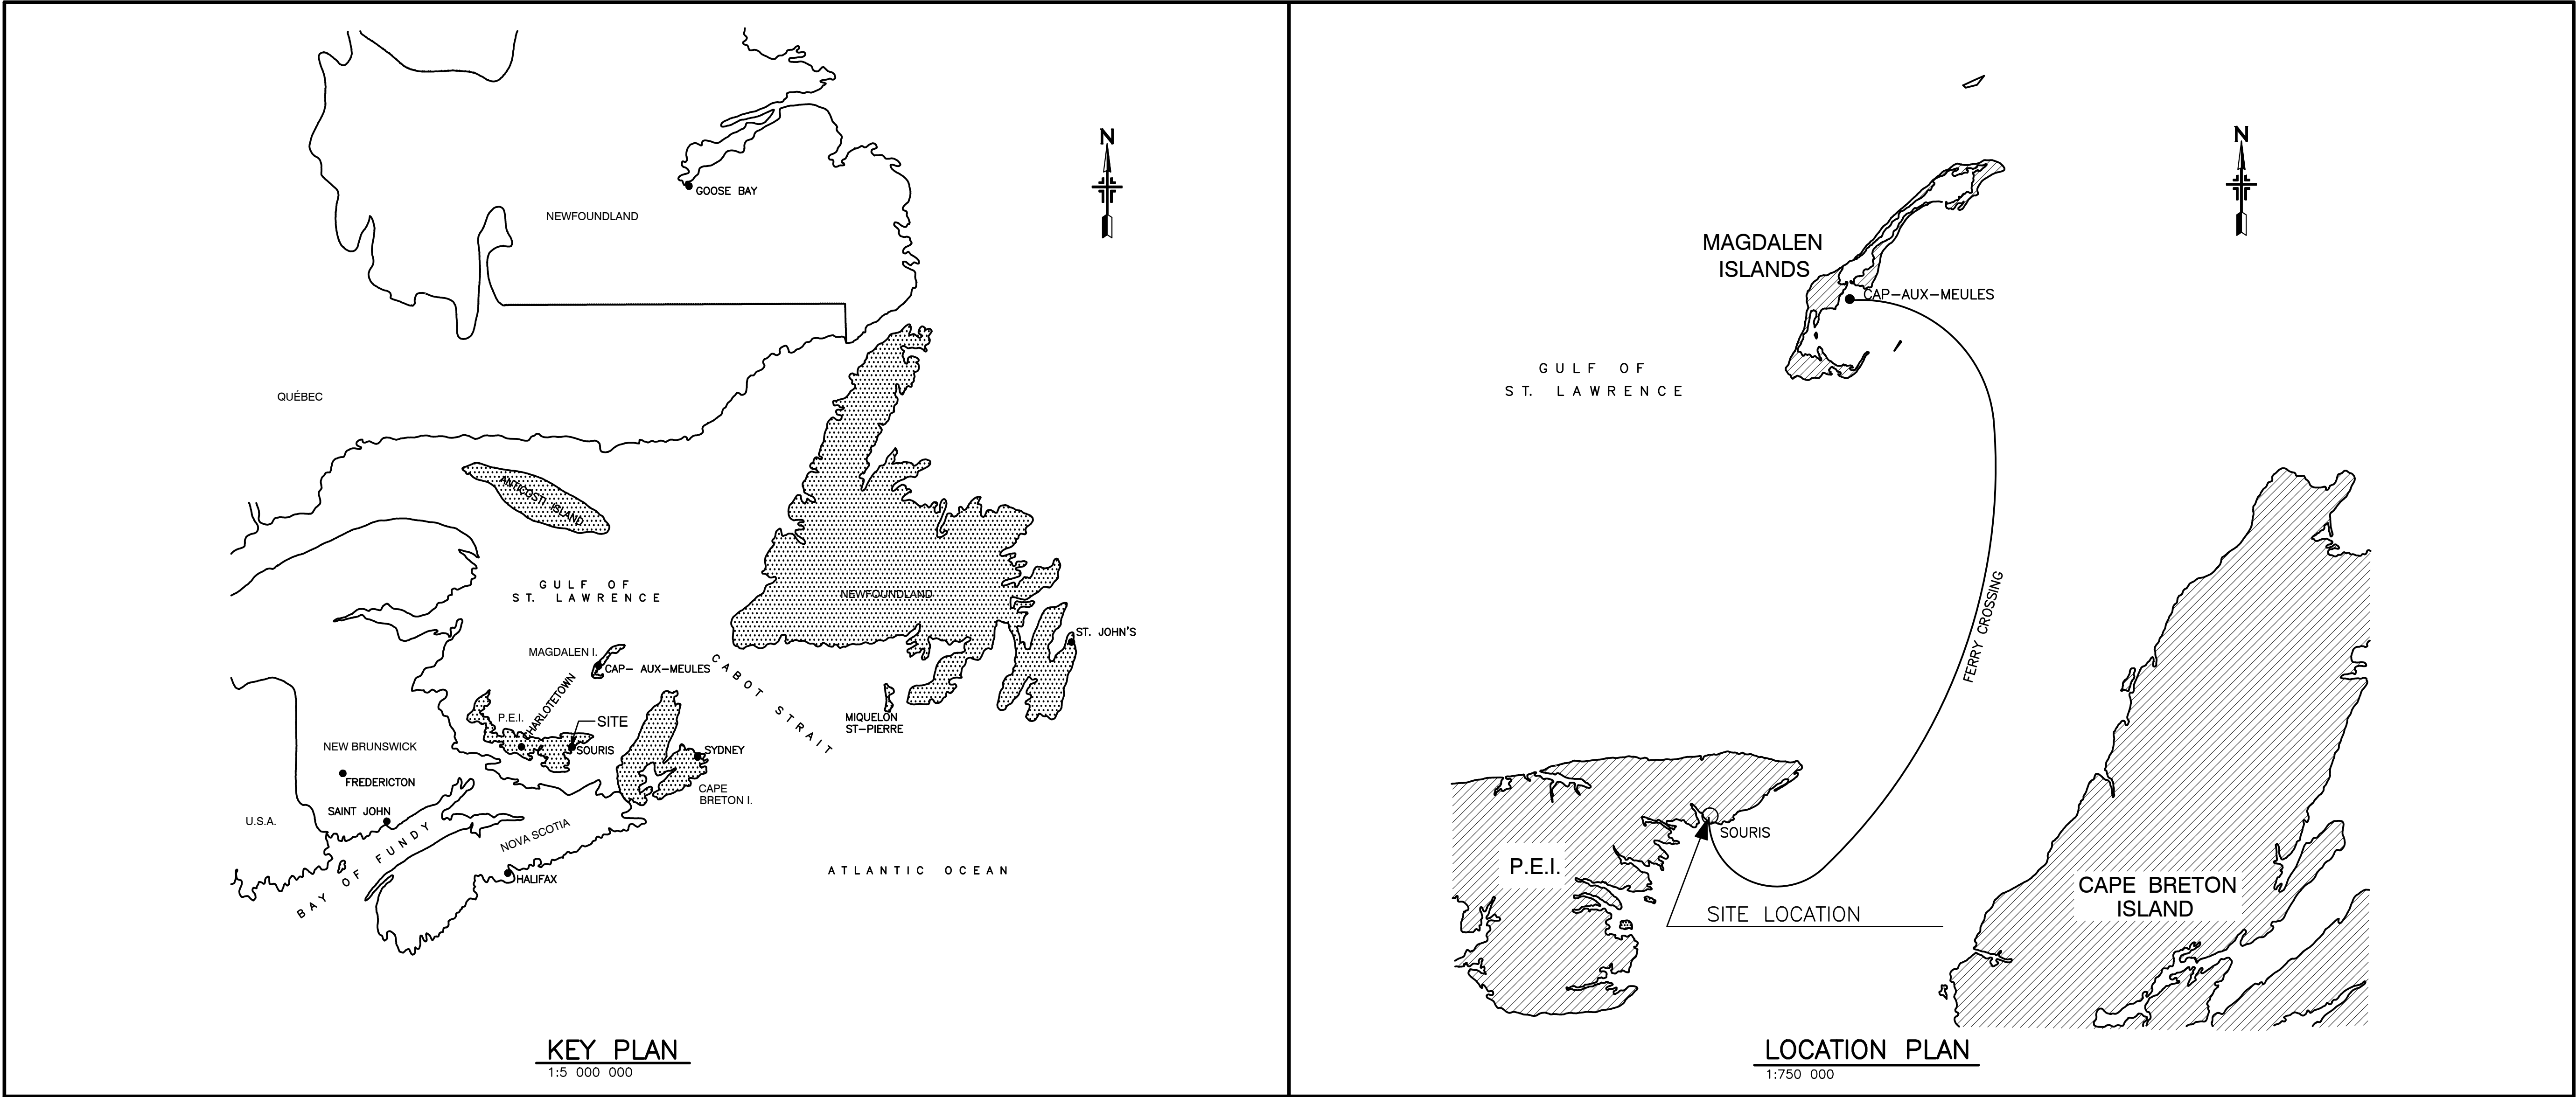 N
GOOSE BAY
NEWFOUNDLAND
QUÉBEC
ANTICOSTI ISLAND
GULF OF
ST. LAWRENCE
NEWFOUNDLAND
ST. JOHN'S
MAGDALEN I.
CAP- AUX-MEULES
CABOT STRAIT
CHARLOTETOWN
P.E.I.
SITE
SOURIS
MIQUELON
ST-PIERRE
NEW BRUNSWICK
SYDNEY
FREDERICTON
CAPE
BRETON I.
SAINT JOHN
U.S.A.
BAY OF FUNDY
NOVA SCOTIA
HALIFAX
ATLANTIC OCEAN
KEY PLAN
1:5 000 000
N
MAGDALEN
ISLANDS
CAP-AUX-MEULES
GULF OF
ST. LAWRENCE
FERRY CROSSING
SOURIS
P.E.I.
SITE LOCATION
CAPE BRETON
ISLAND
LOCATION PLAN
1:750 000